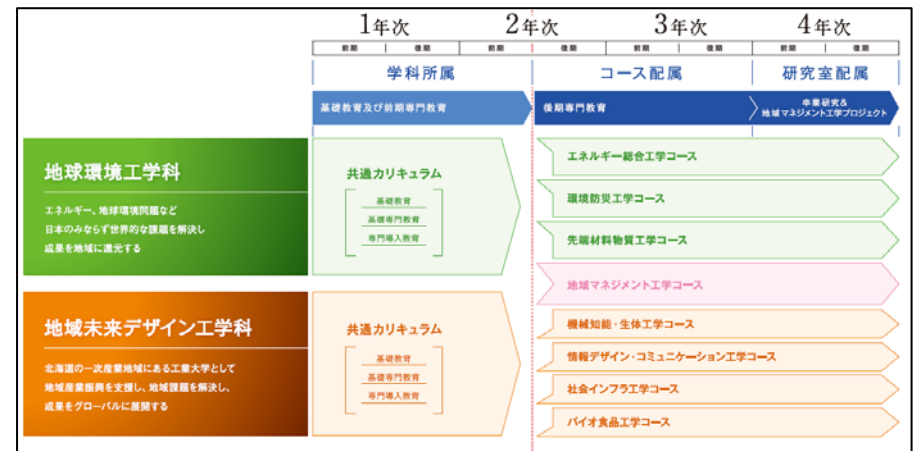 1年次 2年次 3年次 4年次
前期 後期 前期 後期 前期 後期 前期 後期
学科所属 コース配属 研究室配属
基礎教育及び前期専門教育 後期専門教育 卒業研究&
地域マネジメント工学プロジェクト
地球環境工学科
エネルギー、地球環境問題など
日本のみならず世界的な課題を解決し
成果を地域に還元する
共通カリキュラム
基礎教育
基礎専門教育
専門導入教育
エネルギー総合工学コース
環境防災工学コース
先端材料物質工学コース
地域マネジメント工学コース
地域未来デザイン工学科
北海道の一次産業地域にある工業大学として
地域産業振興を支援し、地域課題を解決し、
成果をグローバルに展開する
共通カリキュラム
基礎教育
基礎専門教育
専門導入教育
機械知能・生体工学コース
情報デザイン・コミュニケーション工学コース
社会インフラ工学コース
バイオ食品工学コース